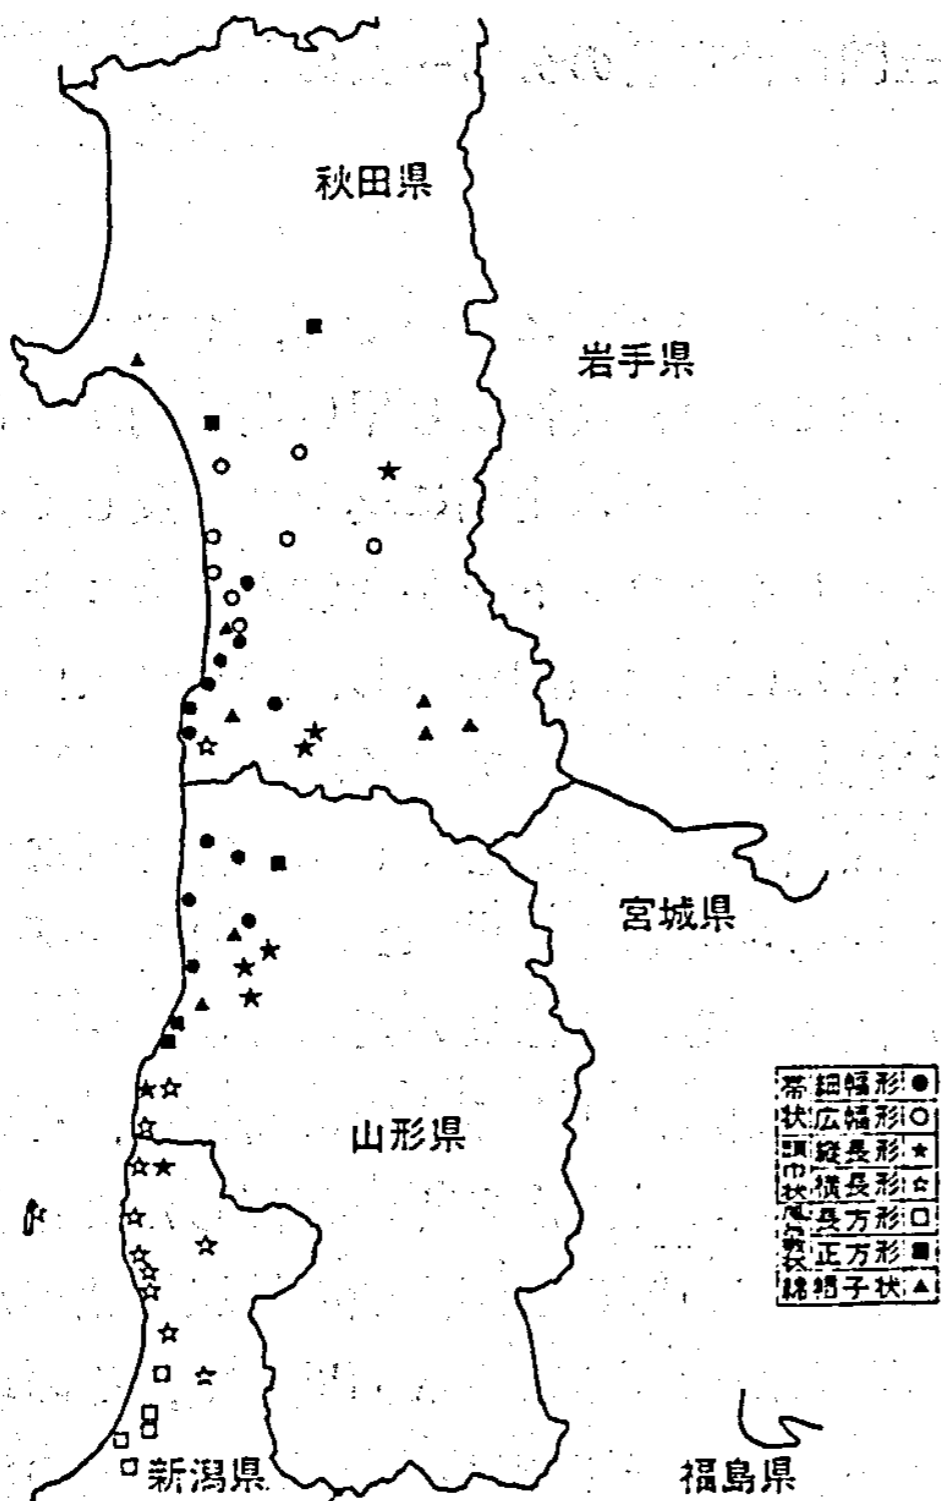 秋田県
岩手県
宮城県
山形県
新潟県
福島県
帯状 細幅形 ●
広幅形 ○
頭巾状 縦長形 ★
横長形 ☆
風呂敷状 長方形 □
正方形 ■
綿帽子状 ▲